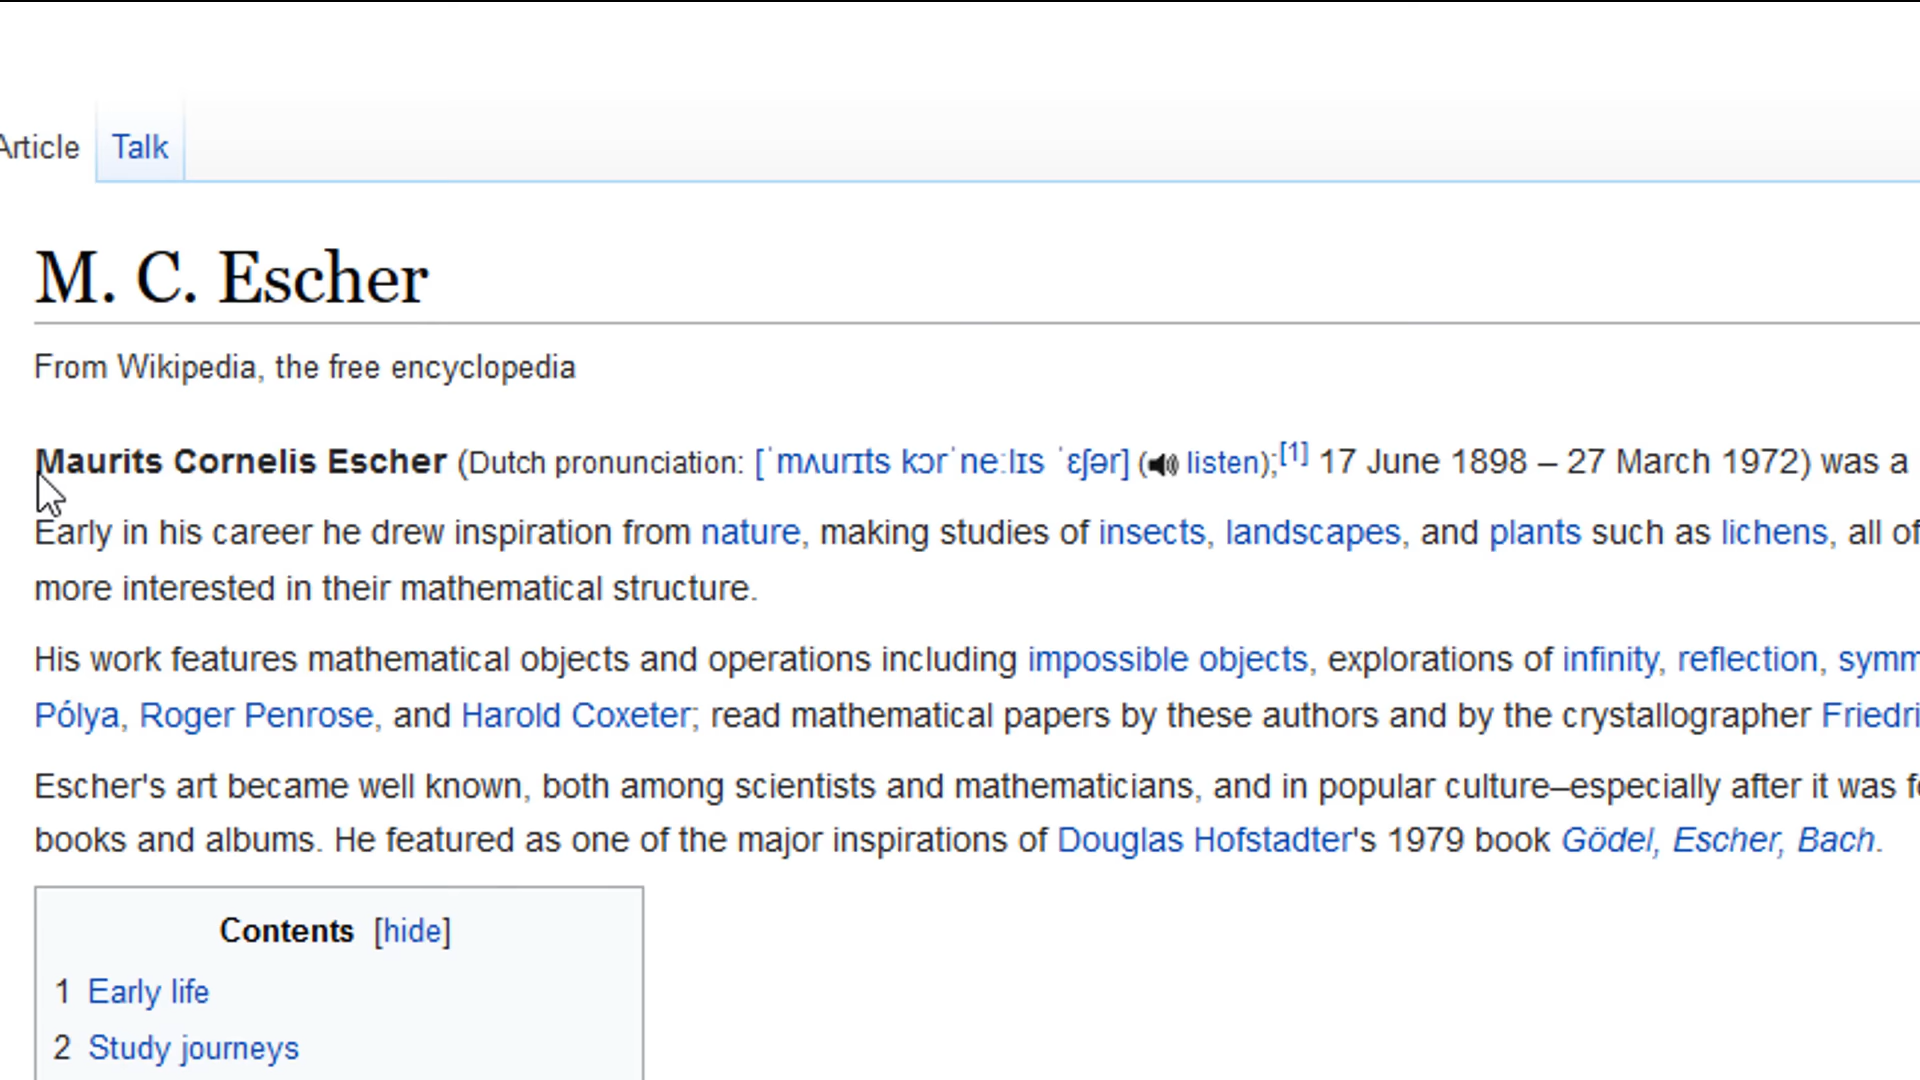 Article Talk
M. C. Escher
From Wikipedia, the free encyclopedia
Maurits Cornelis Escher (Dutch pronunciation: [ˈmʌurɪts kɔrˈneːlɪs ˈɛʃər] (listen);[1] 17 June 1898 – 27 March 1972) was a
Early in his career he drew inspiration from nature, making studies of insects, landscapes, and plants such as lichens, all of
more interested in their mathematical structure.
His work features mathematical objects and operations including impossible objects, explorations of infinity, reflection, symm
Pólya, Roger Penrose, and Harold Coxeter; read mathematical papers by these authors and by the crystallographer Friedri
Escher's art became well known, both among scientists and mathematicians, and in popular culture–especially after it was fe
books and albums. He featured as one of the major inspirations of Douglas Hofstadter's 1979 book Gödel, Escher, Bach.
Contents [hide]
1 Early life
2 Study journeys